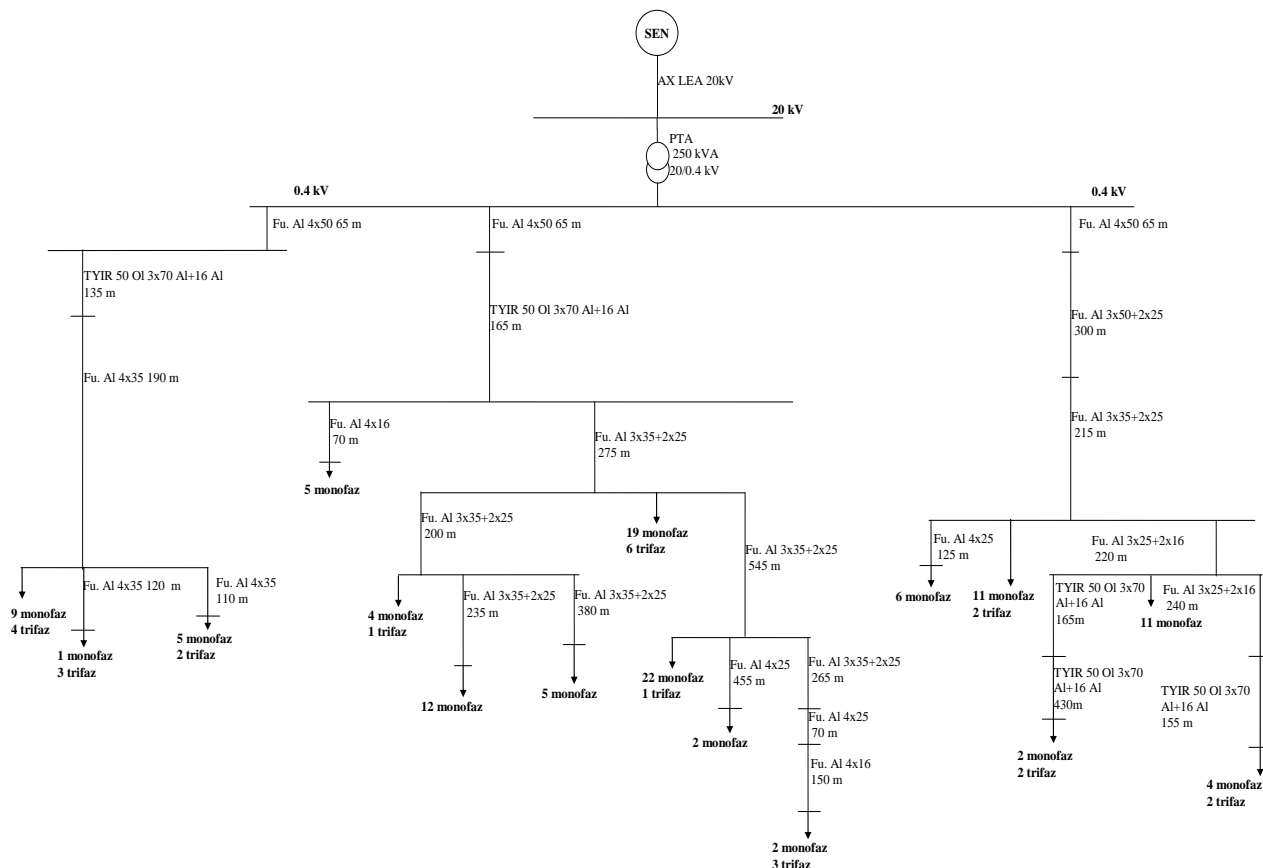 SEN
AX LEA 20kV
20 kV
PTA
250 kVA
20/0.4 kV
0.4 kV
0.4 kV
Fu. Al 4x50 65 m
Fu. Al 4x50 65 m
Fu. Al 4x50 65 m
TYIR 50 Ol 3x70 Al+16 Al
135 m
TYIR 50 Ol 3x70 Al+16 Al
165 m
Fu. Al 3x50+2x25
300 m
Fu. Al 4x35 190 m
Fu. Al 4x16
70 m
5 monofaz
Fu. Al 3x35+2x25
275 m
Fu. Al 3x35+2x25
215 m
Fu. Al 3x35+2x25
200 m
19 monofaz
6 trifaz
Fu. Al 3x35+2x25
545 m
Fu. Al 4x25
125 m
6 monofaz
11 monofaz
2 trifaz
Fu. Al 3x25+2x16
220 m
9 monofaz
4 trifaz
Fu. Al 4x35 120 m
1 monofaz
3 trifaz
Fu. Al 4x35
110 m
5 monofaz
2 trifaz
4 monofaz
1 trifaz
Fu. Al 3x35+2x25
235 m
12 monofaz
Fu. Al 3x35+2x25
380 m
5 monofaz
22 monofaz
1 trifaz
Fu. Al 4x25
455 m
2 monofaz
Fu. Al 3x35+2x25
265 m
Fu. Al 4x25
70 m
Fu. Al 4x16
150 m
2 monofaz
3 trifaz
TYIR 50 Ol 3x70
Al+16 Al
165m
11 monofaz
Fu. Al 3x25+2x16
240 m
TYIR 50 Ol 3x70
Al+16 Al
430m
2 monofaz
2 trifaz
TYIR 50 Ol 3x70
Al+16 Al
155 m
4 monofaz
2 trifaz